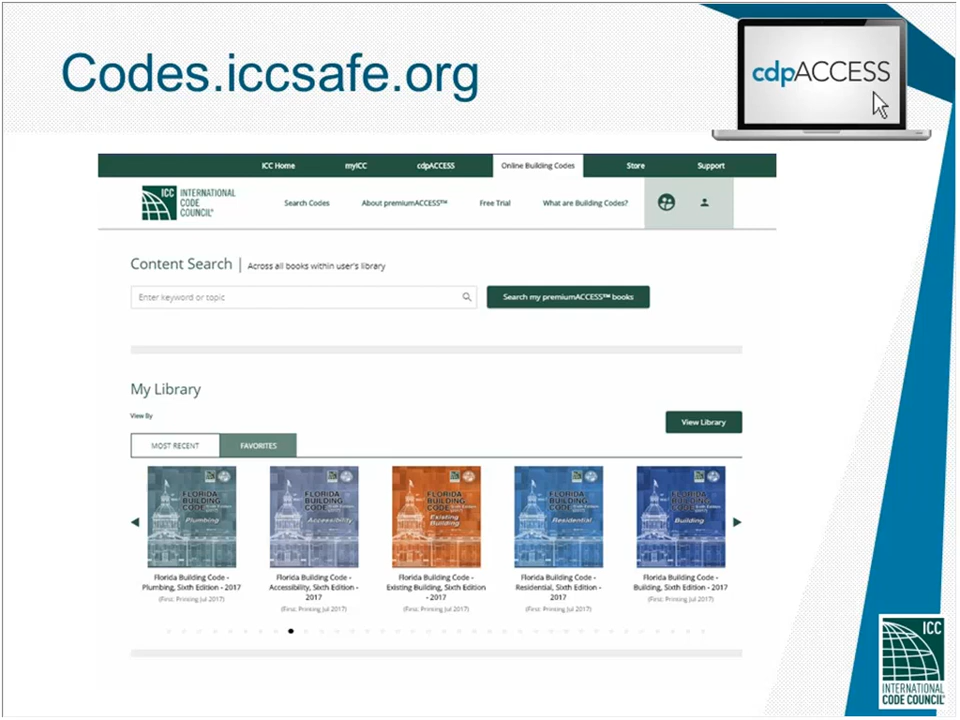 Codes.iccsafe.org
cdpACCESS
ICC Home myICC cdpACCESS Online Building Codes Store Support
ICC INTERNATIONAL
CODE
COUNCIL®
Search Codes About premiumACCESS™ Free Trial What are Building Codes?
Content Search | Across all books within user's library
Enter keyword or topic
Search my premiumACCESS™ books
My Library
View By
View Library
MOST RECENT FAVORITES
FLORIDA
BUILDING
CODE
Plumbing
FLORIDA
BUILDING
CODE
Accessibility
FLORIDA
BUILDING
CODE
Existing
Building
FLORIDA
BUILDING
CODE
Residential
FLORIDA
BUILDING
CODE
Building
Florida Building Code -
Plumbing, Sixth Edition - 2017
(First: Printing Jul 2017)
Florida Building Code -
Accessibility, Sixth Edition -
2017
(First: Printing Jul 2017)
Florida Building Code -
Existing Building, Sixth Edition
- 2017
(First: Printing Jul 2017)
Florida Building Code -
Residential, Sixth Edition -
2017
(First: Printing Jul 2017)
Florida Building Code -
Building, Sixth Edition - 2017
(First: Printing Jul 2017)
ICC
INTERNATIONAL
CODE COUNCIL®